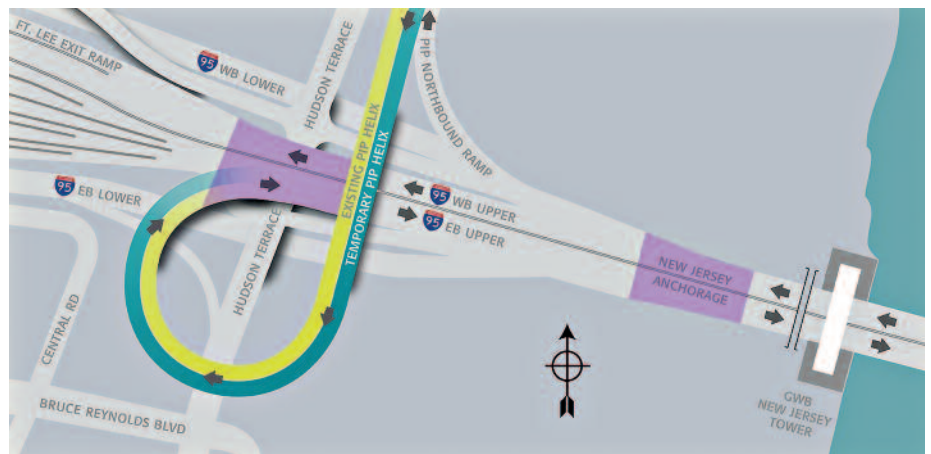 FT. LEE EXIT RAMP
95 WB LOWER
HUDSON TERRACE
PIP NORTHBOUND RAMP
EXISTING PIP HELIX
TEMPORARY PIP HELIX
95 EB LOWER
95 WB UPPER
95 EB UPPER
HUDSON TERRACE
NEW JERSEY
ANCHORAGE
CENTRAL RD
BRUCE REYNOLDS BLVD
GWB
NEW JERSEY
TOWER